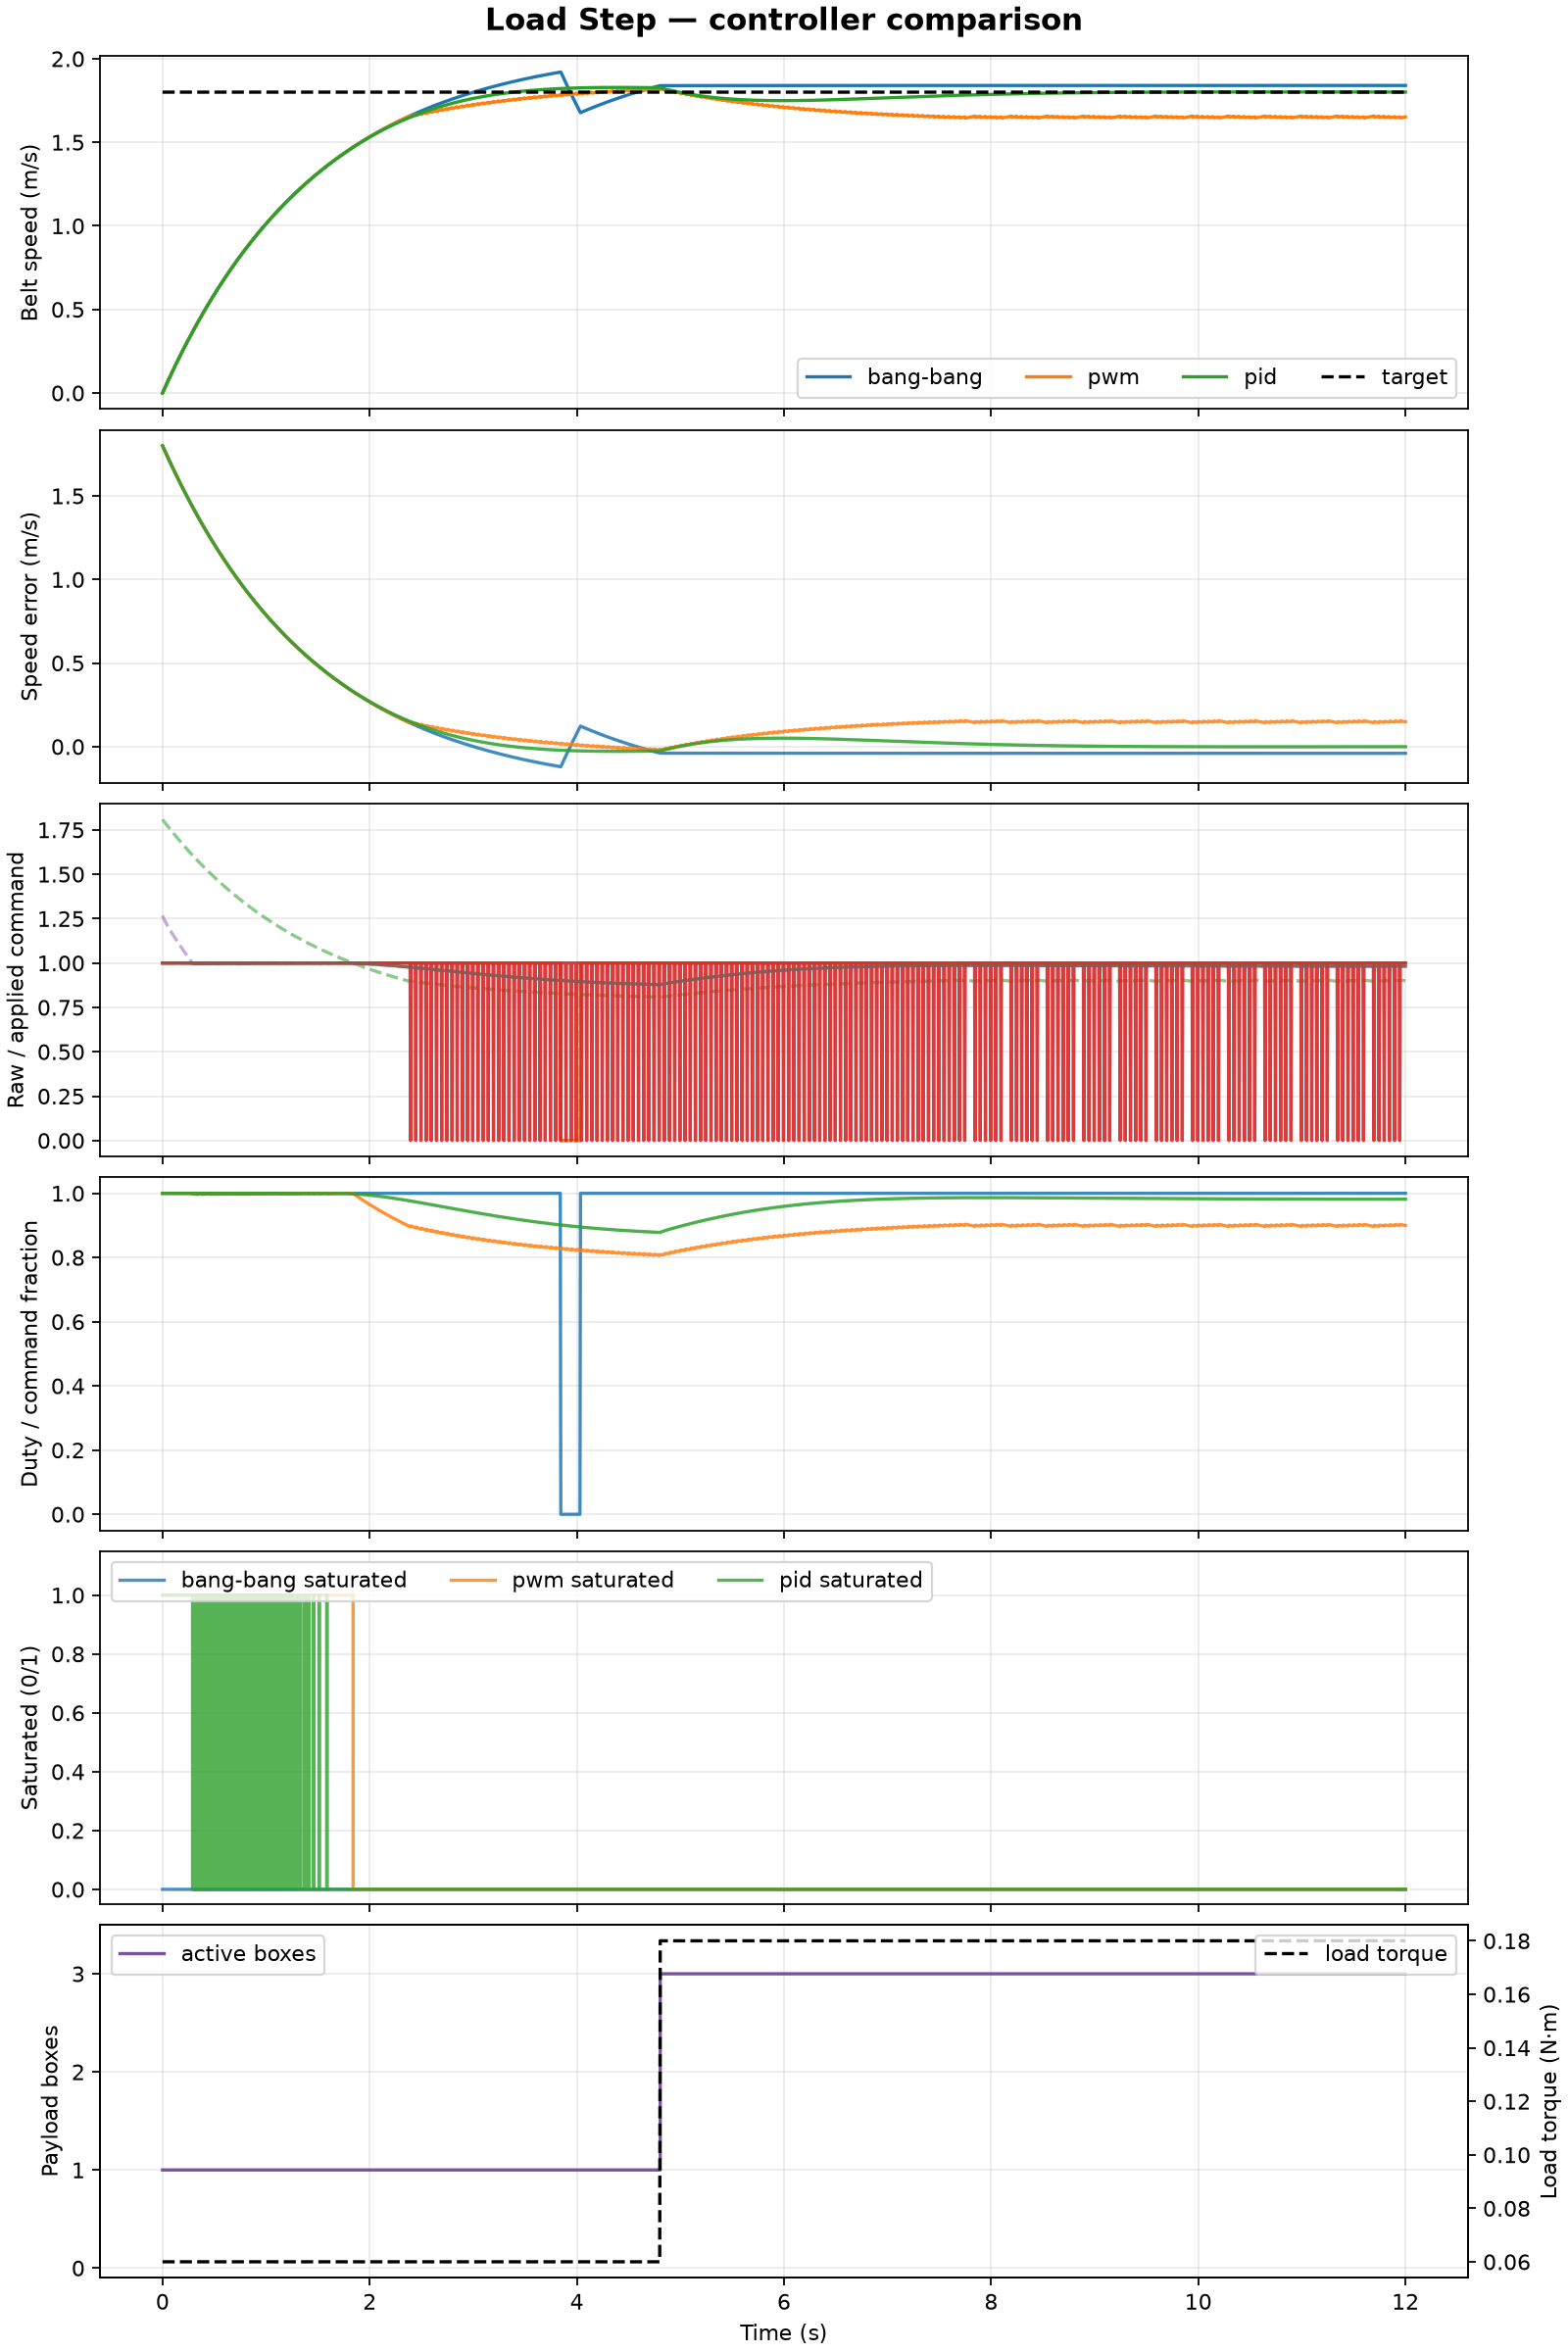 Load Step — controller comparison
Belt speed (m/s)
2.0
1.5
1.0
0.5
0.0
bang-bang pwm pid target
Speed error (m/s)
1.5
1.0
0.5
0.0
Raw / applied command
1.75
1.50
1.25
1.00
0.75
0.50
0.25
0.00
Duty / command fraction
1.0
0.8
0.6
0.4
0.2
0.0
Saturated (0/1)
bang-bang saturated pwm saturated pid saturated
1.0
0.8
0.6
0.4
0.2
0.0
Payload boxes
active boxes
load torque
3
2
1
0
0.18
0.16
0.14
0.12
0.10
0.08
0.06
Load torque (N·m)
0 2 4 6 8 10 12
Time (s)